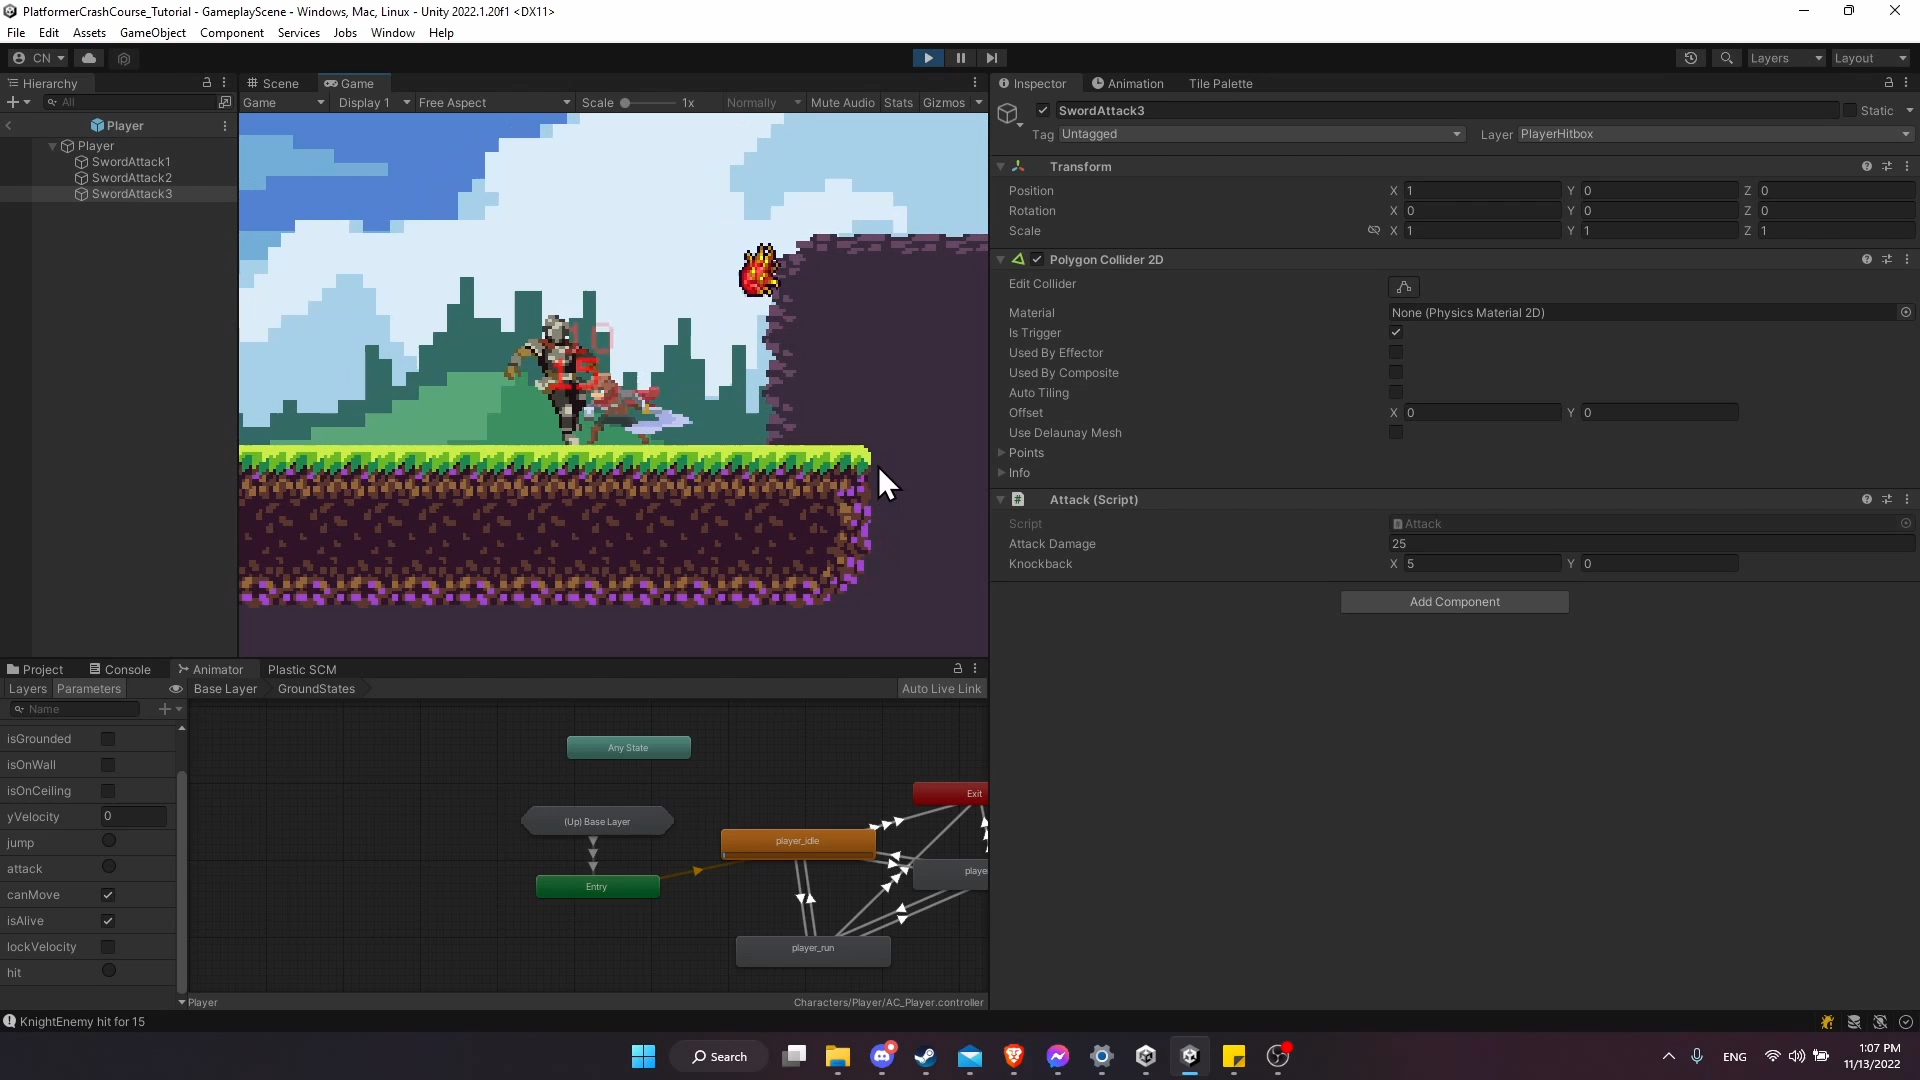 PlatformerCrashCourse_Tutorial - GameplayScene - Windows, Mac, Linux - Unity 2022.1.20f1 <DX11>
File Edit Assets GameObject Component Services Jobs Window Help
CN Layers Layout
Hierarchy Scene Game Inspector Animation Tile Palette
All Game Display 1 Free Aspect Scale 1x Normally Mute Audio Stats Gizmos
SwordAttack3 Static
Tag Untagged Layer PlayerHitbox
Player
Player
SwordAttack1
SwordAttack2
SwordAttack3
Transform
Position X 1 Y 0 Z 0
Rotation X 0 Y 0 Z 0
Scale X 1 Y 1 Z 1
Polygon Collider 2D
Edit Collider
Material None (Physics Material 2D)
Is Trigger
Used By Effector
Used By Composite
Auto Tiling
Offset X 0 Y 0
Use Delaunay Mesh
Points
Info
Attack (Script)
Script Attack
Attack Damage 25
Knockback X 5 Y 0
Add Component
Project Console Animator Plastic SCM
Layers Parameters Base Layer GroundStates Auto Live Link
Name
isGrounded
isOnWall
isOnCeiling
yVelocity 0
jump
attack
canMove
isAlive
lockVelocity
hit
Any State
(Up) Base Layer
Entry
Exit
player_idle
player
player_run
Player Characters/Player/AC_Player.controller
KnightEnemy hit for 15
Search
ENG
1:07 PM
11/13/2022